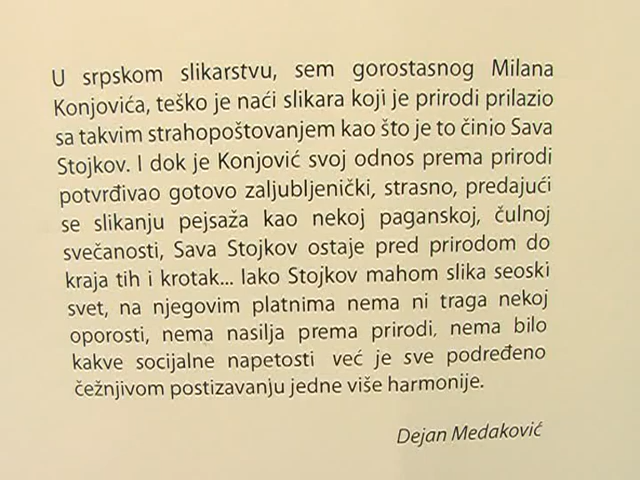 U srpskom slikarstvu, sem gorostasnog Milana
Konjovića, teško je naći slikara koji je prirodi prilazio
sa takvim strahopoštovanjem kao što je to činio Sava
Stojkov. I dok je Konjović svoj odnos prema prirodi
potvrđivao gotovo zaljubljenički, strasno, predajući
se slikanju pejsaža kao nekoj paganskoj, čulnoj
svečanosti, Sava Stojkov ostaje pred prirodom do
kraja tih i krotak... Iako Stojkov mahom slika seoski
svet, na njegovim platnima nema ni traga nekoj
oporosti, nema nasilja prema prirodi, nema bilo
kakve socijalne napetosti već je sve podređeno
čežnjivom postizavanju jedne više harmonije.
Dejan Medaković